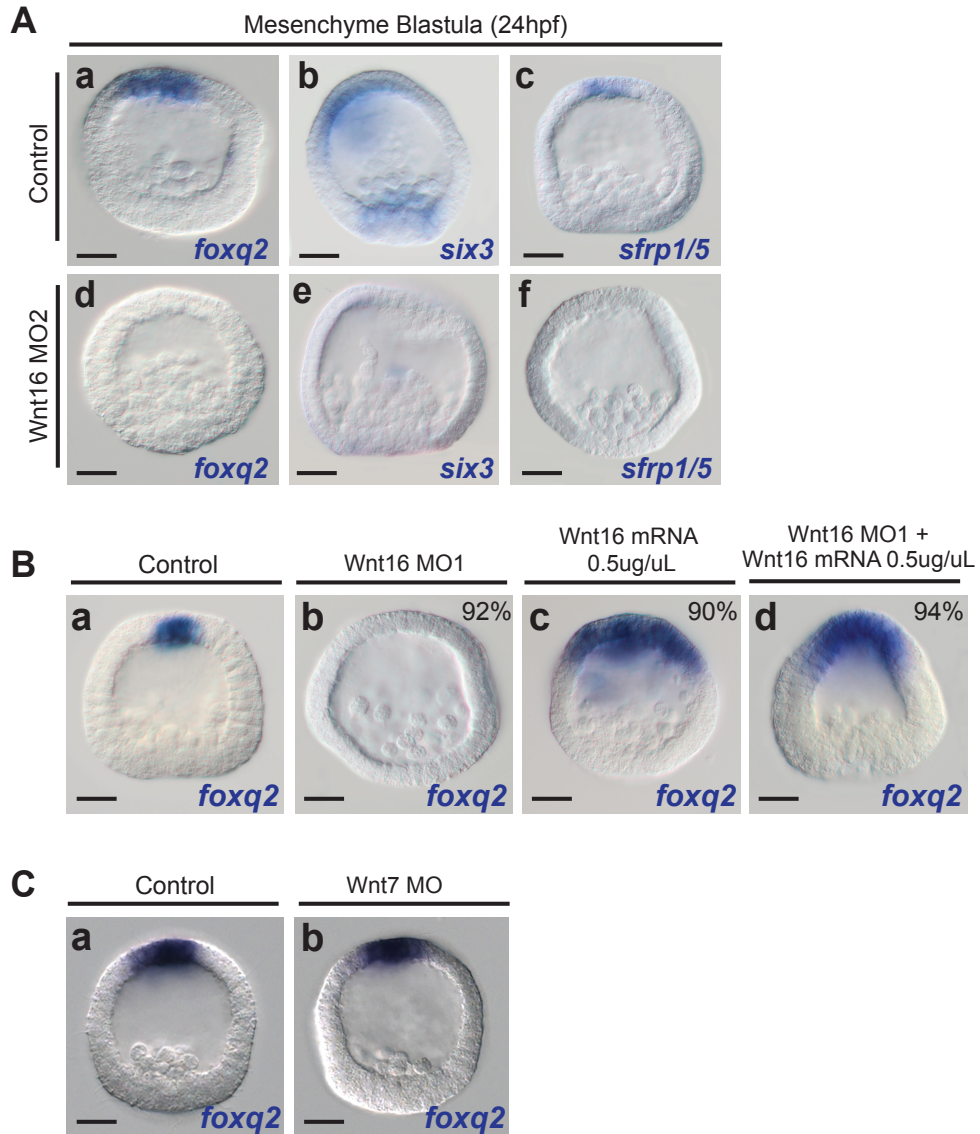 A
Mesenchyme Blastula (24hpf)
Control
a
foxq2
b
six3
c
sfrp1/5
Wnt16 MO2
d
foxq2
e
six3
f
sfrp1/5
B
Control
Wnt16 MO1
Wnt16 mRNA
0.5ug/uL
Wnt16 MO1 +
Wnt16 mRNA 0.5ug/uL
a
foxq2
b
92%
foxq2
c
90%
foxq2
d
94%
foxq2
C
Control
Wnt7 MO
a
foxq2
b
foxq2